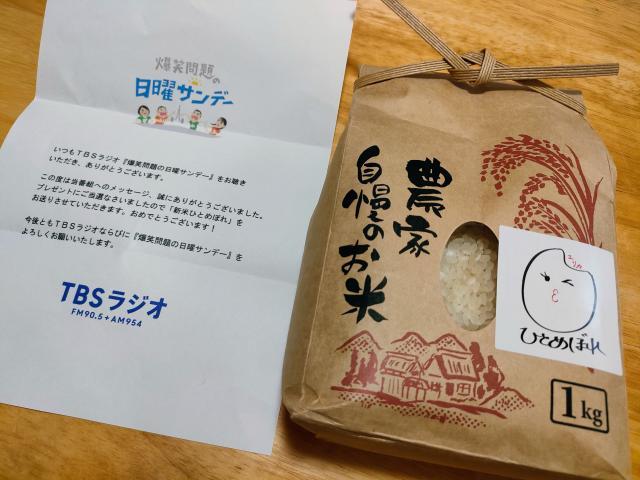 爆笑問題の
日曜サンデー
いつもTBSラジオ『爆笑問題の日曜サンデー』をお聴き
いただき、ありがとうございます。
この度は当番組へのメッセージ、誠にありがとうございました。
プレゼントにご当選なさいましたので「新米ひとめぼれ」を
お送りさせていただきます。おめでとうございます！
今後ともTBSラジオならびに『爆笑問題の日曜サンデー』を
よろしくお願いいたします。
TBSラジオ
FM90.5+AM954
農家
自慢のお米
ひとめぼれ
1kg